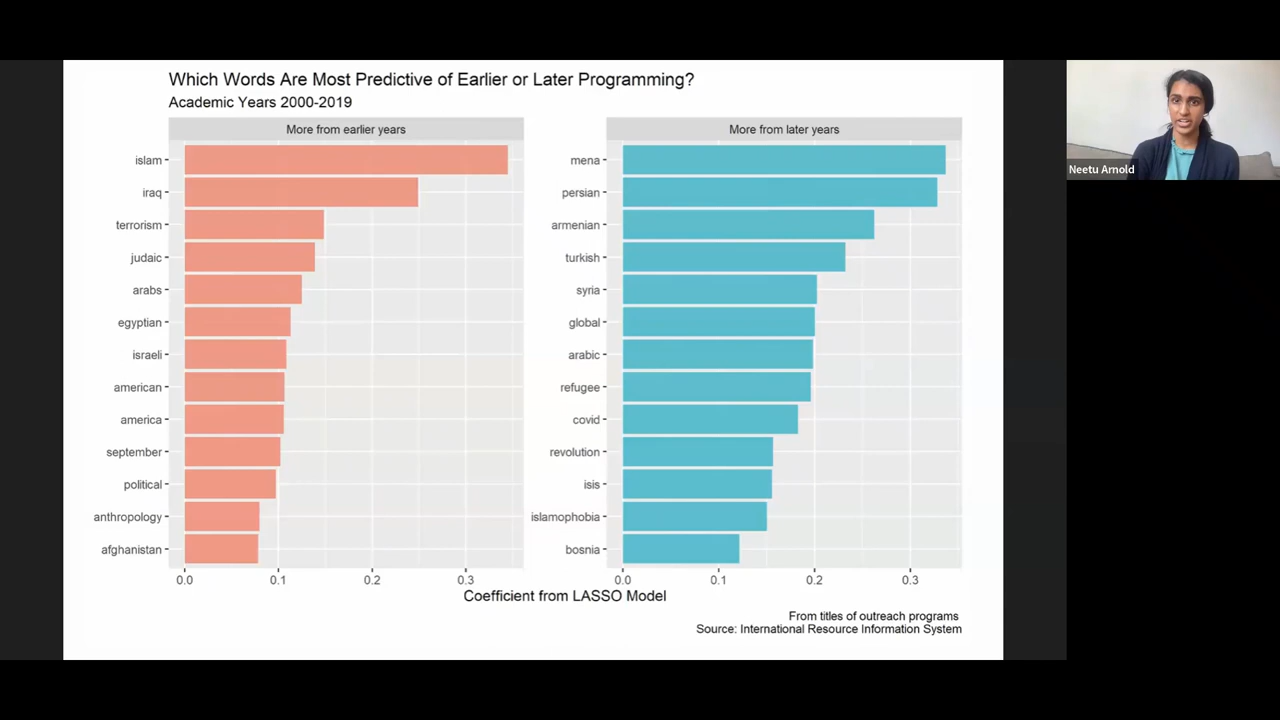 Which Words Are Most Predictive of Earlier or Later Programming?
Academic Years 2000-2019
More from earlier years
islam
iraq
terrorism
judaic
arabs
egyptian
israeli
american
america
september
political
anthropology
afghanistan
0.0 0.1 0.2 0.3
More from later years
mena
persian
armenian
turkish
syria
global
arabic
refugee
covid
revolution
isis
islamophobia
bosnia
0.0 0.1 0.2 0.3
Coefficient from LASSO Model
From titles of outreach programs
Source: International Resource Information System
Neetu Arnold